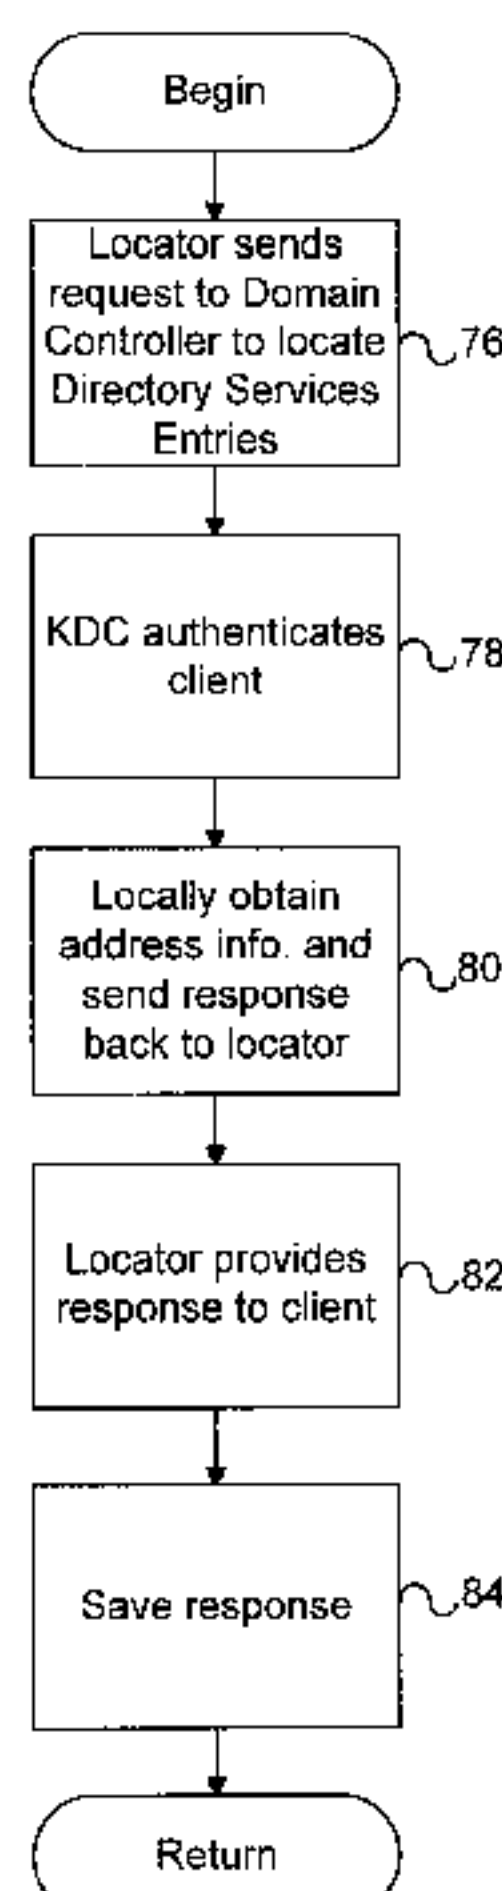 Begin
Locator sends
request to Domain
Controller to locate
Directory Services
Entries
76
KDC authenticates
client
78
Locally obtain
address info. and
send response
back to locator
80
Locator provides
response to client
82
Save response
84
Return